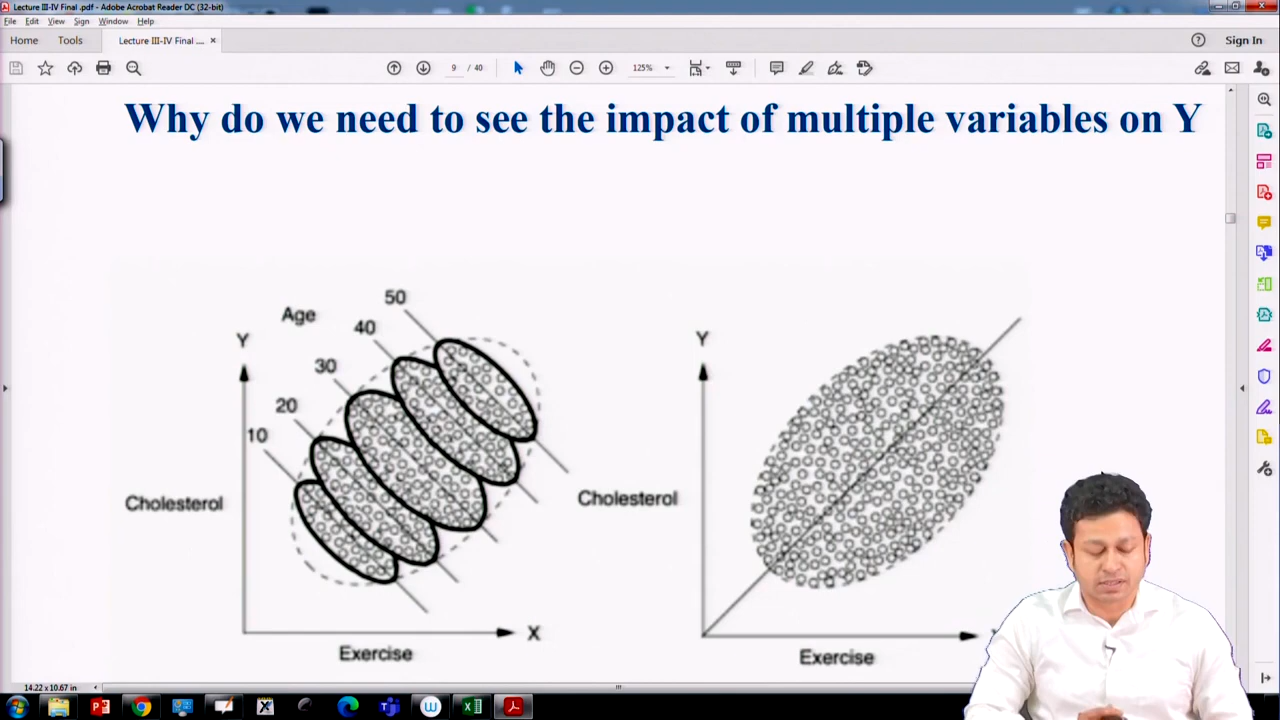 Lecture III-IV Final .pdf - Adobe Acrobat Reader DC (32-bit)
File Edit View Sign Window Help
Home Tools Lecture III-IV Final .... × Sign In
9 / 40 125%
Why do we need to see the impact of multiple variables on Y
50
Age
40
Y
30
20
10
Cholesterol
X
Exercise
Y
Cholesterol
Exercise
14.22 x 10.67 in